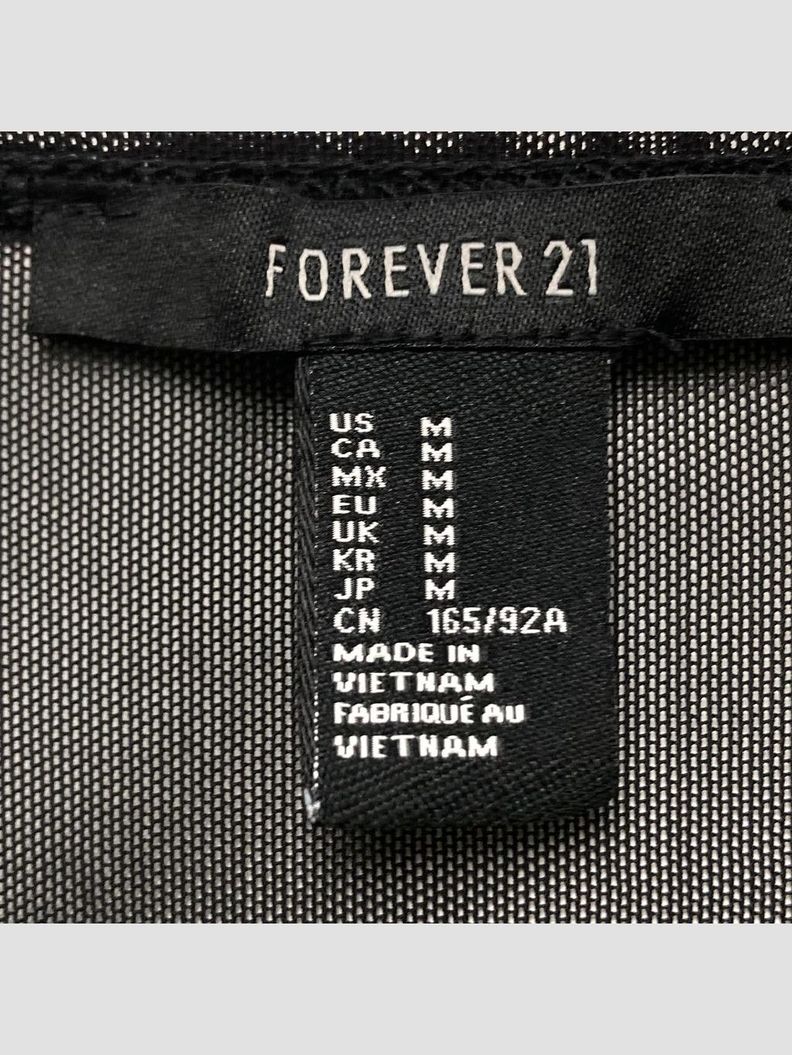 FOREVER 21
US M
CA M
MX M
EU M
UK M
KR M
JP M
CN 165/92A
MADE IN
VIETNAM
FABRIQUÉ AU
VIETNAM